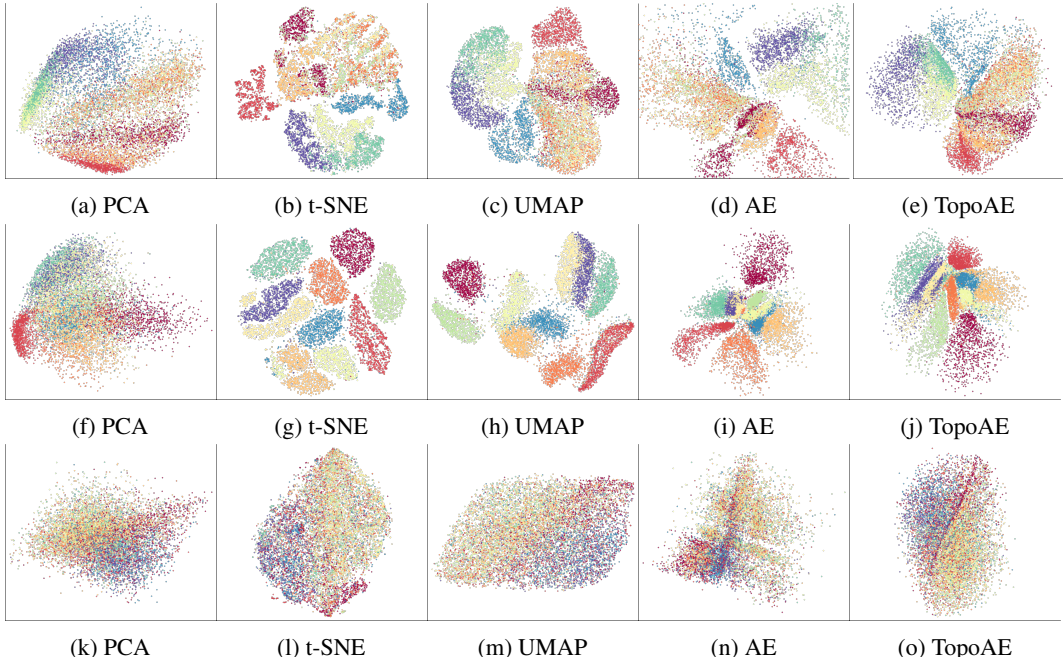 (a) PCA
(b) t-SNE
(c) UMAP
(d) AE
(e) TopoAE
(f) PCA
(g) t-SNE
(h) UMAP
(i) AE
(j) TopoAE
(k) PCA
(l) t-SNE
(m) UMAP
(n) AE
(o) TopoAE